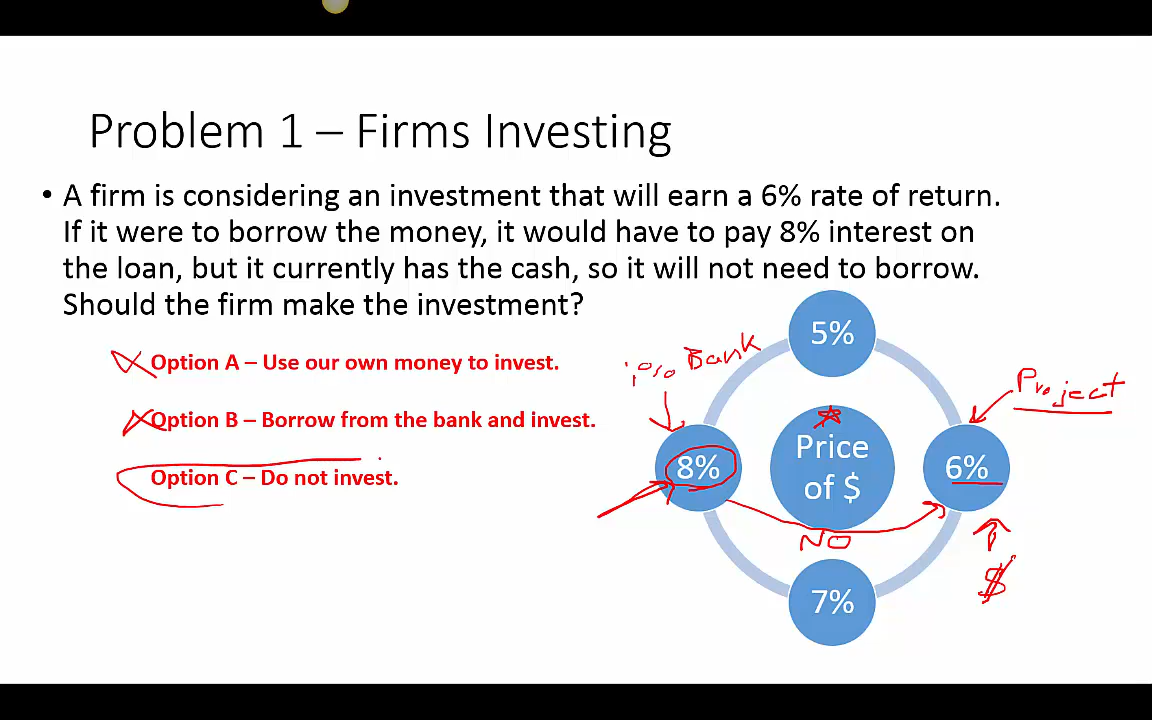 Problem 1 – Firms Investing
• A firm is considering an investment that will earn a 6% rate of return.
If it were to borrow the money, it would have to pay 8% interest on
the loan, but it currently has the cash, so it will not need to borrow.
Should the firm make the investment?
Option A – Use our own money to invest.
Option B – Borrow from the bank and invest.
Option C – Do not invest.
5%
Bank
Project
8%
Price
of $
6%
NO
$
7%